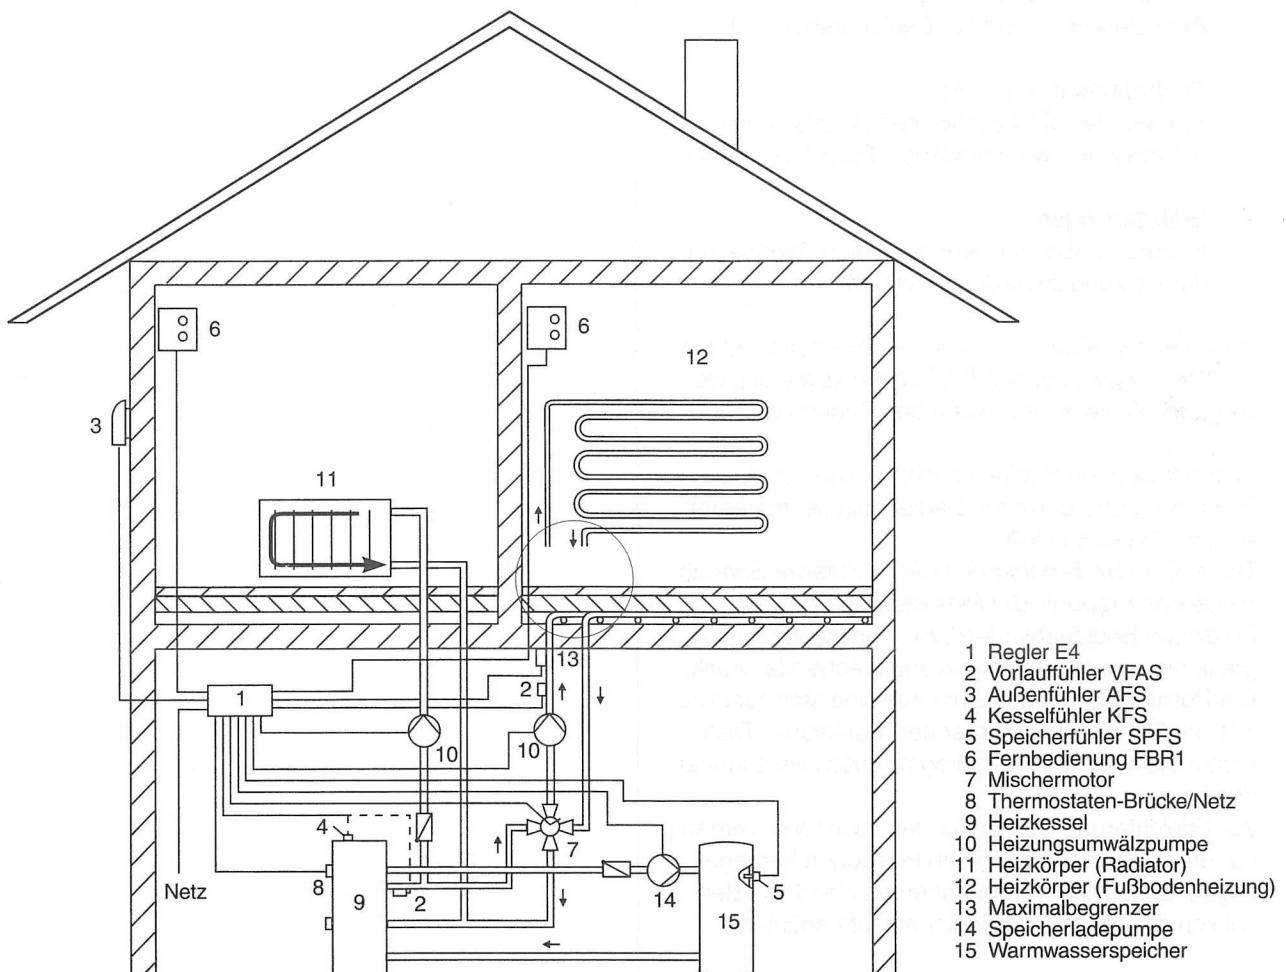 6
6
12
3
11
1
13
2
10
10
4
7
Netz
8
9
2
14
5
15
1 Regler E4
2 Vorlauffühler VFAS
3 Außenfühler AFS
4 Kesselfühler KFS
5 Speicherfühler SPFS
6 Fernbedienung FBR1
7 Mischermotor
8 Thermostaten-Brücke/Netz
9 Heizkessel
10 Heizungsumwälzpumpe
11 Heizkörper (Radiator)
12 Heizkörper (Fußbodenheizung)
13 Maximalbegrenzer
14 Speicherladepumpe
15 Warmwasserspeicher